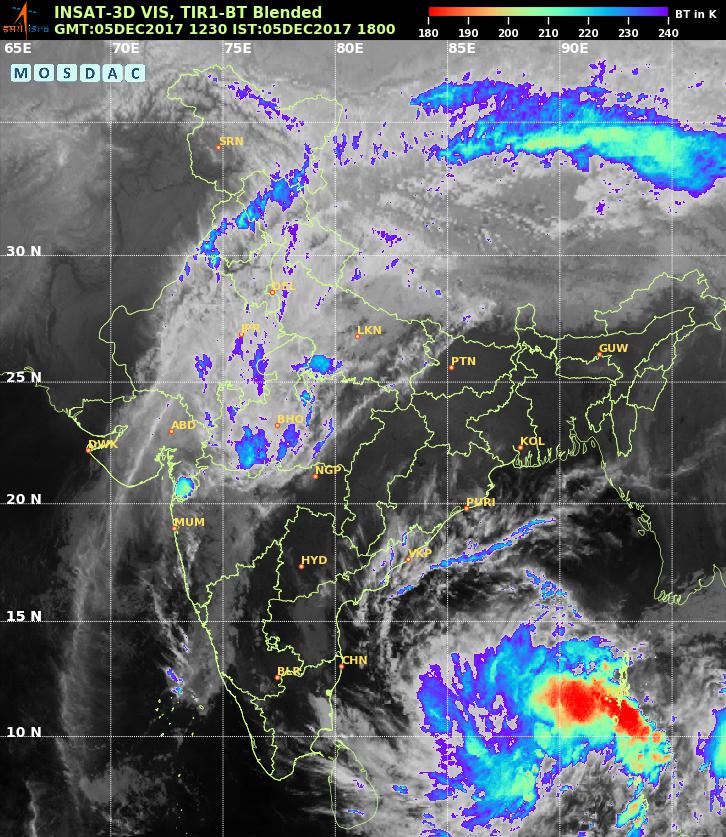 INSAT-3D VIS, TIR1-BT Blended
GMT:05DEC2017 1230 IST:05DEC2017 1800
BT in K
180 190 200 210 220 230 240
65E 70E 75E 80E 85E 90E
MOSDAC
SRN
30 N
DEL
JPR LKN
GUW
PTN
25 N
ABD BHO
DWK KOL
NGP
20 N
PURI
MUM
VKP
HYD
15 N
CHN
BLR
10 N